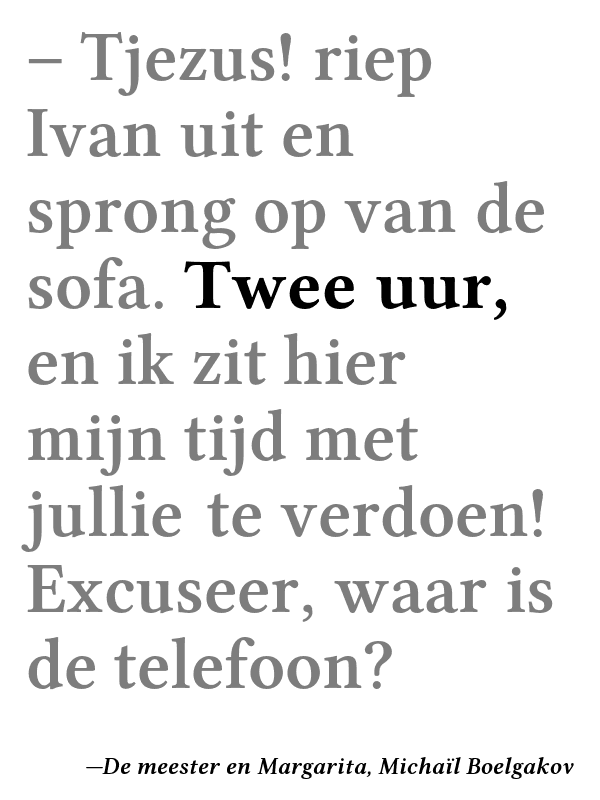 – Tjezus! riep
Ivan uit en
sprong op van de
sofa. Twee uur,
en ik zit hier
mijn tijd met
jullie te verdoen!
Excuseer, waar is
de telefoon?
—De meester en Margarita, Michaïl Boelgakov